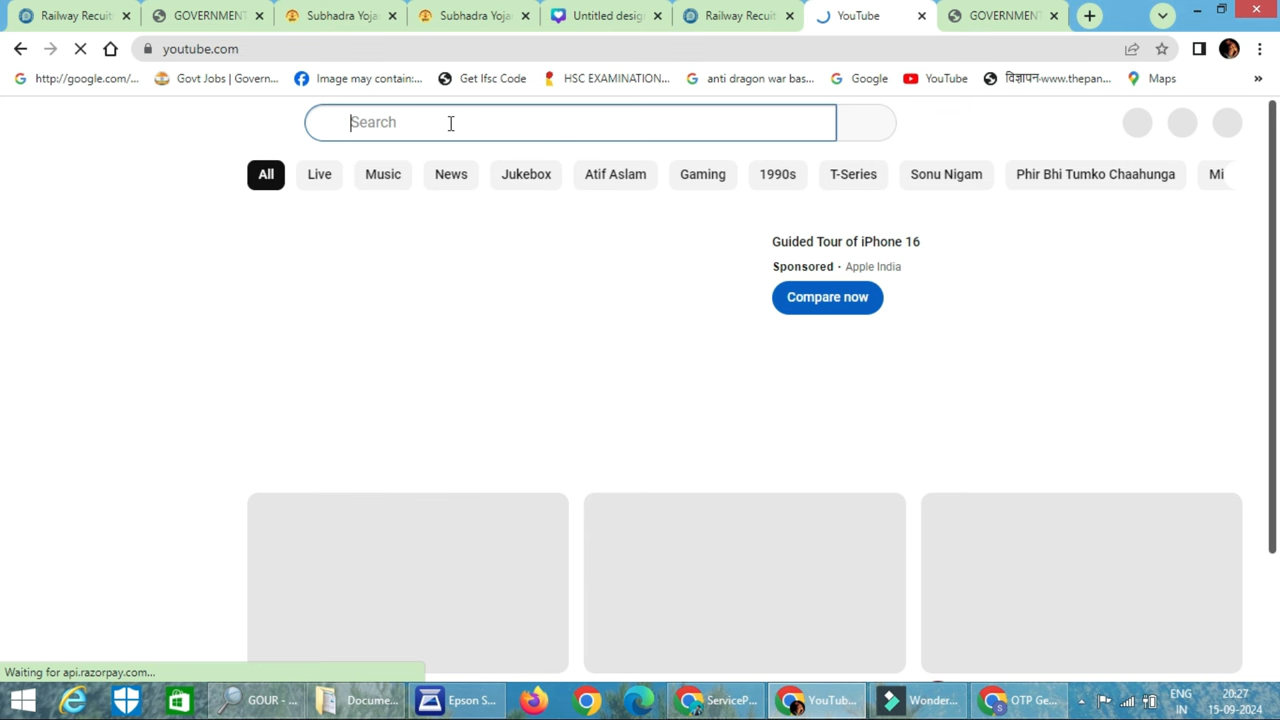 Railway Recuit
GOVERNMENT
Subhadra Yoja
Subhadra Yoja
Untitled desig
Railway Recuit
YouTube
GOVERNMENT
youtube.com
http://google.com/...
Govt Jobs | Govern...
Image may contain:...
Get Ifsc Code
HSC EXAMINATION...
anti dragon war bas...
Google
YouTube
विज्ञापन-www.thepan...
Maps
»
Search
All
Live
Music
News
Jukebox
Atif Aslam
Gaming
1990s
T-Series
Sonu Nigam
Phir Bhi Tumko Chaahunga
Mi
Guided Tour of iPhone 16
Sponsored · Apple India
Compare now
Waiting for api.razorpay.com...
GOUR - ...
Docume...
Epson S...
ServiceP...
YouTub...
Wonder...
OTP Ge...
ENG
IN
20:27
15-09-2024